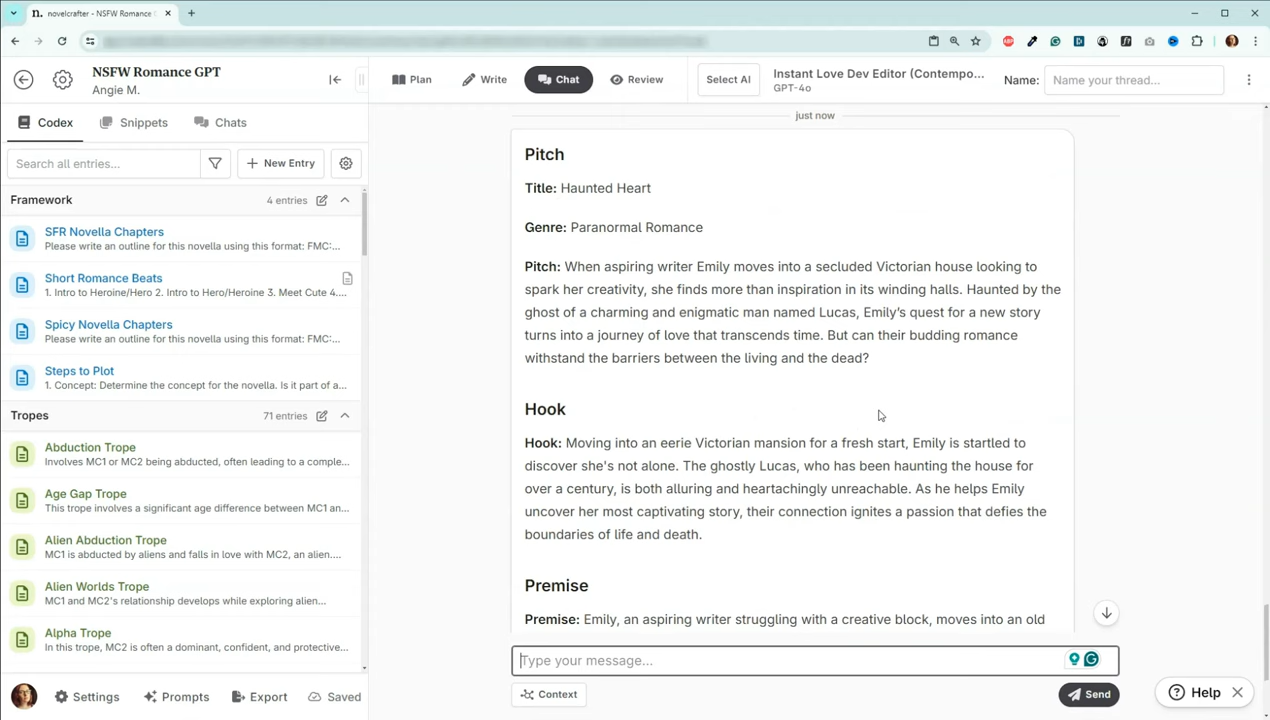 n. novelcrafter - NSFW Romance
NSFW Romance GPT
Angie M.
Plan
Write
Chat
Review
Select AI
Instant Love Dev Editor (Contempo...
GPT-4o
Name:
Name your thread...
Codex
Snippets
Chats
Search all entries...
New Entry
Framework
4 entries
SFR Novella Chapters
Please write an outline for this novella using this format: FMC:...
Short Romance Beats
1. Intro to Heroine/Hero 2. Intro to Hero/Heroine 3. Meet Cute 4....
Spicy Novella Chapters
Please write an outline for this novella using this format: FMC:...
Steps to Plot
1. Concept: Determine the concept for the novella. Is it part of a...
Tropes
71 entries
Abduction Trope
Involves MC1 or MC2 being abducted, often leading to a comple...
Age Gap Trope
This trope involves a significant age difference between MC1 an...
Alien Abduction Trope
MC1 is abducted by aliens and falls in love with MC2, an alien....
Alien Worlds Trope
MC1 and MC2's relationship develops while exploring alien...
Alpha Trope
In this trope, MC2 is often a dominant, confident, and protective...
Settings
Prompts
Export
Saved
just now
Pitch
Title: Haunted Heart
Genre: Paranormal Romance
Pitch: When aspiring writer Emily moves into a secluded Victorian house looking to
spark her creativity, she finds more than inspiration in its winding halls. Haunted by the
ghost of a charming and enigmatic man named Lucas, Emily’s quest for a new story
turns into a journey of love that transcends time. But can their budding romance
withstand the barriers between the living and the dead?
Hook
Hook: Moving into an eerie Victorian mansion for a fresh start, Emily is startled to
discover she's not alone. The ghostly Lucas, who has been haunting the house for
over a century, is both alluring and heartachingly unreachable. As he helps Emily
uncover her most captivating story, their connection ignites a passion that defies the
boundaries of life and death.
Premise
Premise: Emily, an aspiring writer struggling with a creative block, moves into an old
Type your message...
Context
Send
Help